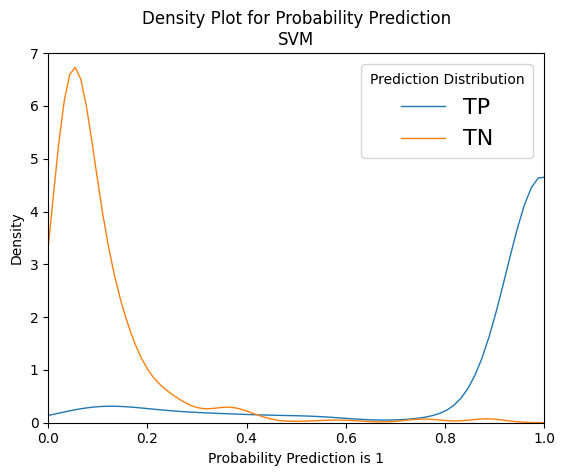 Density Plot for Probability Prediction
SVM
Prediction Distribution
TP
TN
Density
7
6
5
4
3
2
1
0
0.0 0.2 0.4 0.6 0.8 1.0
Probability Prediction is 1